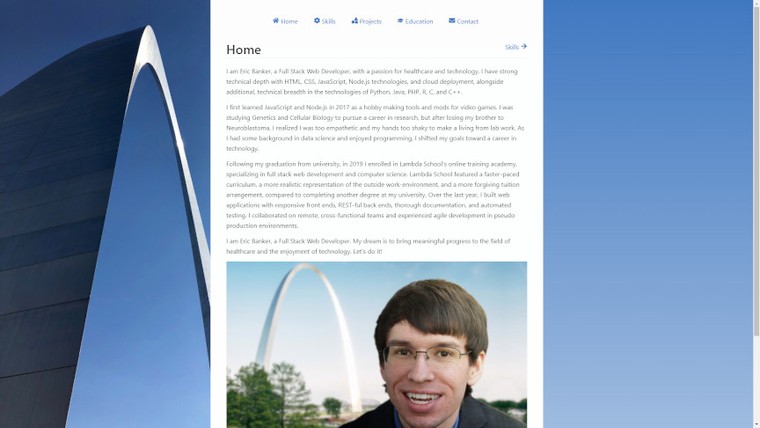 Home Skills Projects Education Contact
Home
Skills
I am Eric Banker, a Full Stack Web Developer, with a passion for healthcare and technology. I have strong
technical depth with HTML, CSS, JavaScript, Node.js technologies, and cloud deployment, alongside
additional, technical breadth in the technologies of Python, Java, PHP, R, C, and C++.
I first learned JavaScript and Node.js in 2017 as a hobby making tools and mods for video games. I was
studying Genetics and Cellular Biology to pursue a career in research, but after losing my brother to
Neuroblastoma, I realized I was too empathetic and my hands too shaky to make a living from lab work. As
I had some background in data science and enjoyed programming, I shifted my goals toward a career in
technology.
Following my graduation from university, in 2019 I enrolled in Lambda School's online training academy,
specializing in full stack web development and computer science. Lambda School featured a faster-paced
curriculum, a more realistic representation of the outside work-environment, and a more forgiving tuition
arrangement, compared to completing another degree at my university. Over the last year, I built web
applications with responsive front ends, REST-ful back ends, thorough documentation, and automated
testing. I collaborated on remote, cross-functional teams and experienced agile development in pseudo
production environments.
I am Eric Banker, a Full Stack Web Developer. My dream is to bring meaningful progress to the field of
healthcare and the enjoyment of technology. Let's do it!